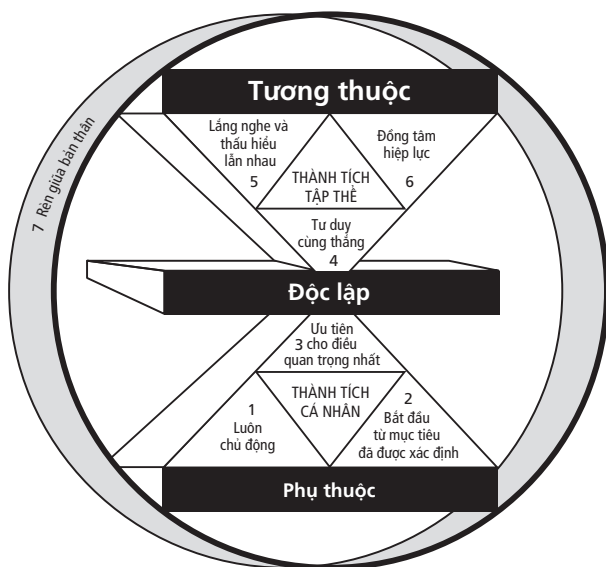 Tương thuộc
Lắng nghe và
thấu hiểu
lẫn nhau
5
THÀNH TÍCH
TẬP THỂ
Đồng tâm
hiệp lực
6
Tư duy
cùng thắng
4
7 Rèn giũa bản thân
Độc lập
Ưu tiên
3 cho điều
quan trọng nhất
1
Luôn
chủ động
THÀNH TÍCH
CÁ NHÂN
2
Bắt đầu
từ mục tiêu
đã được xác định
Phụ thuộc